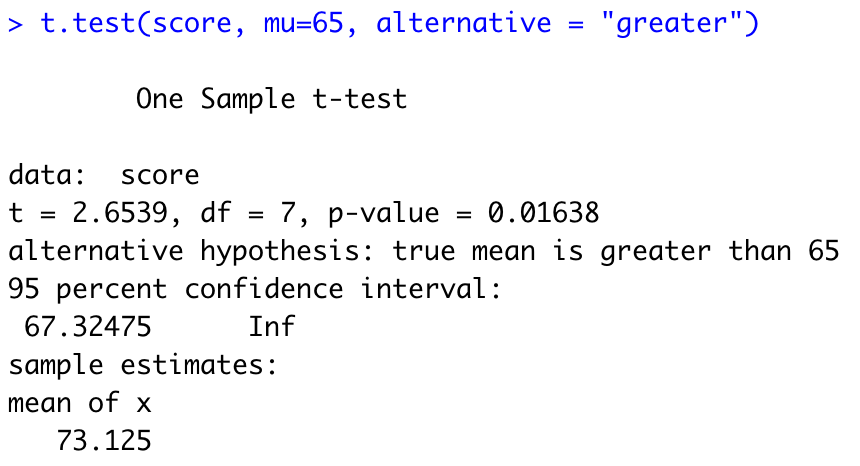 > t.test(score, mu=65, alternative = "greater")
One Sample t-test
data:  score
t = 2.6539, df = 7, p-value = 0.01638
alternative hypothesis: true mean is greater than 65
95 percent confidence interval:
67.32475      Inf
sample estimates:
mean of x
73.125